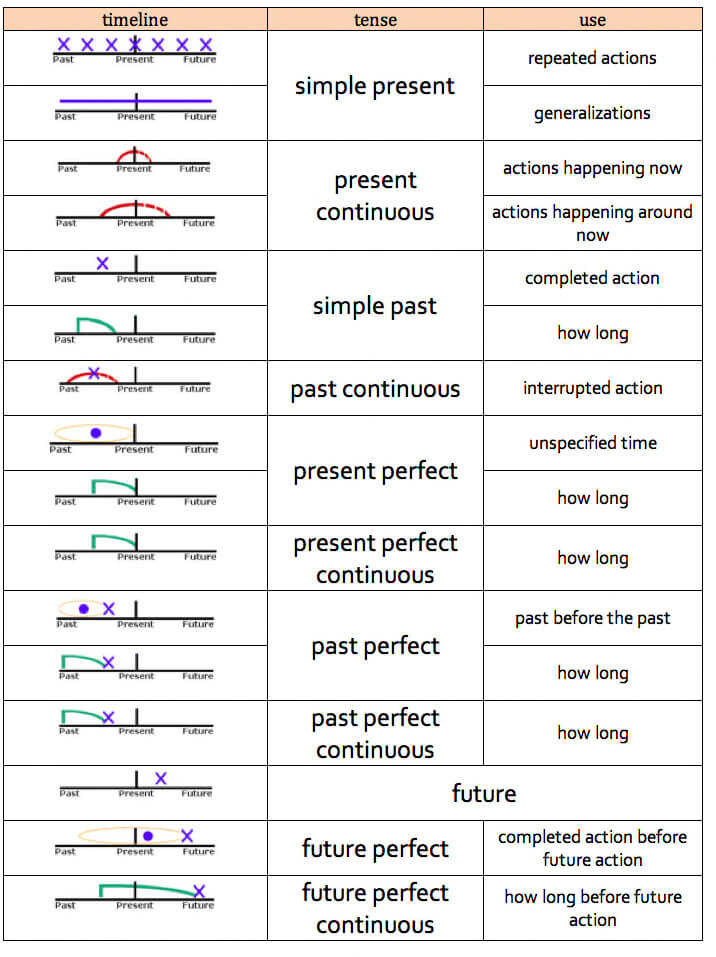 timeline tense use
Past Present Future
repeated actions
simple present
Past Present Future
generalizations
Past Present Future
actions happening now
present
continuous
Past Present Future
actions happening around
now
Past Present Future
completed action
simple past
Past Present Future
how long
Past Present Future
past continuous
interrupted action
Past Present Future
unspecified time
present perfect
Past Present Future
how long
Past Present Future
present perfect
continuous
how long
Past Present Future
past before the past
past perfect
Past Present Future
how long
Past Present Future
past perfect
continuous
how long
Past Present Future
future
Past Present Future
future perfect
completed action before
future action
Past Present Future
future perfect
continuous
how long before future
action